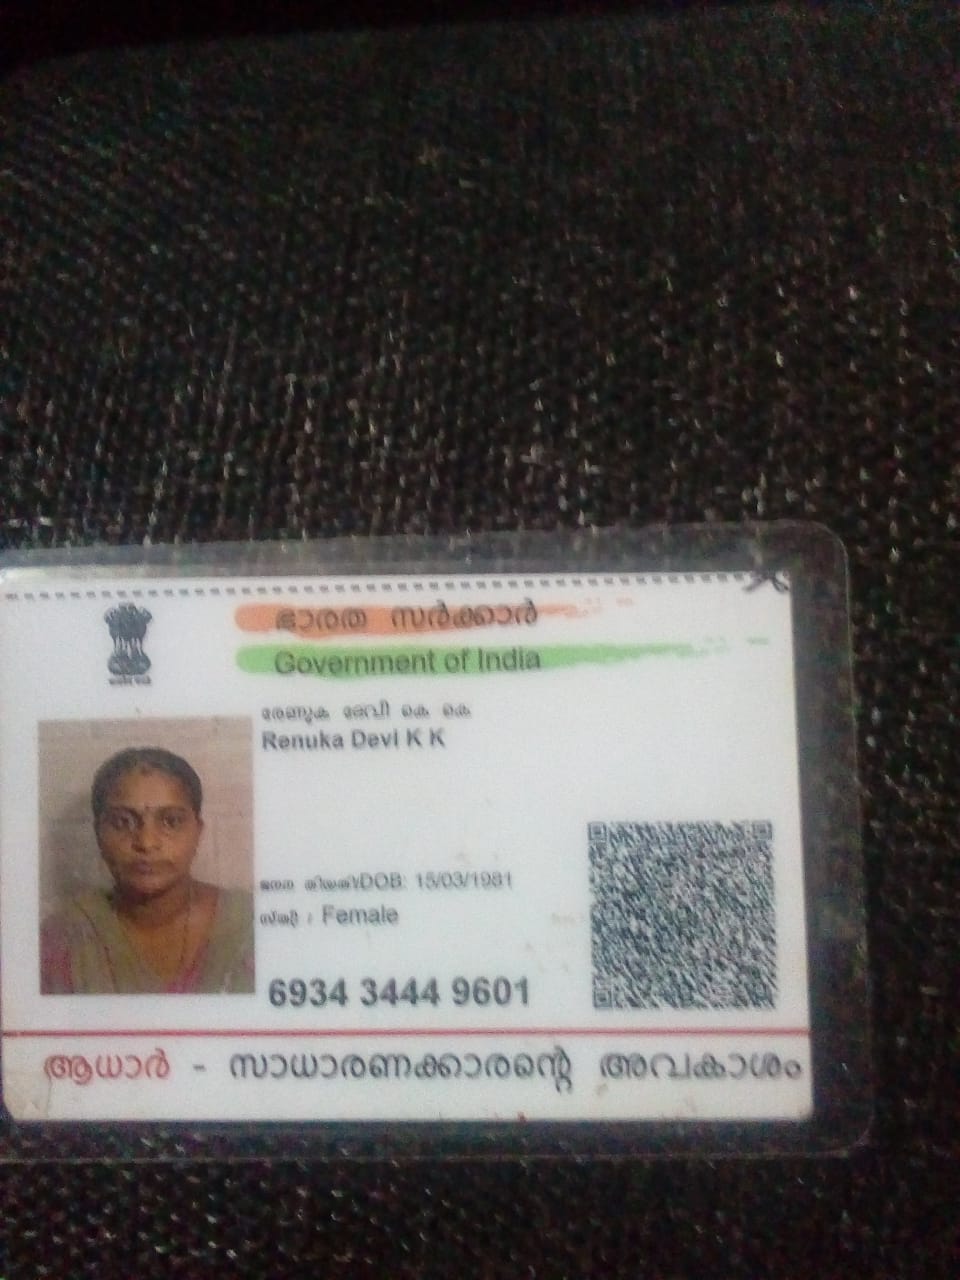 ഭാരത സർക്കാർ
Government of India
രേണുക ദേവി കെ കെ
Renuka Devi K K
ജനന തിയതി/DOB: 15/03/1981
സ്ത്രീ / Female
6934 3444 9601
ആധാർ - സാധാരണക്കാരന്റെ അവകാശം